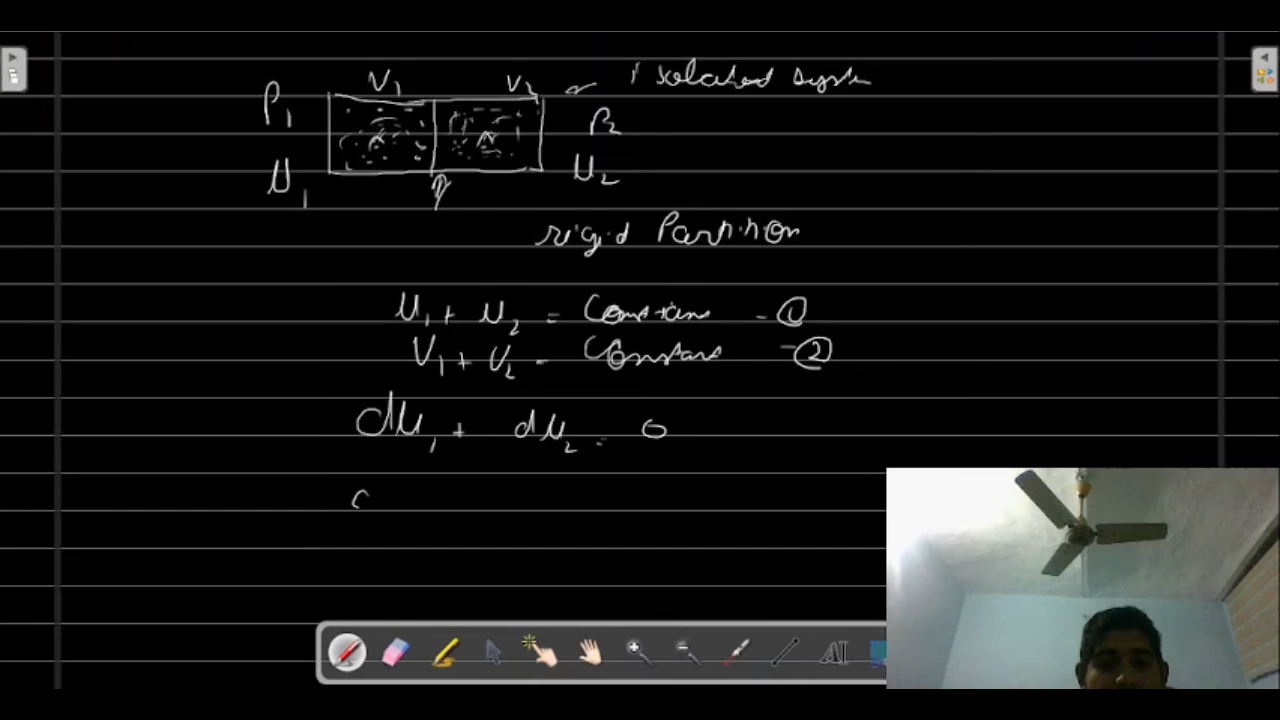 V₁ V₂ isolated system
P₁ P₂
U₁ U₂
rigid Partition
U₁ + U₂ = Constant - ①
V₁ + V₂ = Constant - ②
dU₁ + dU₂ = 0
AI